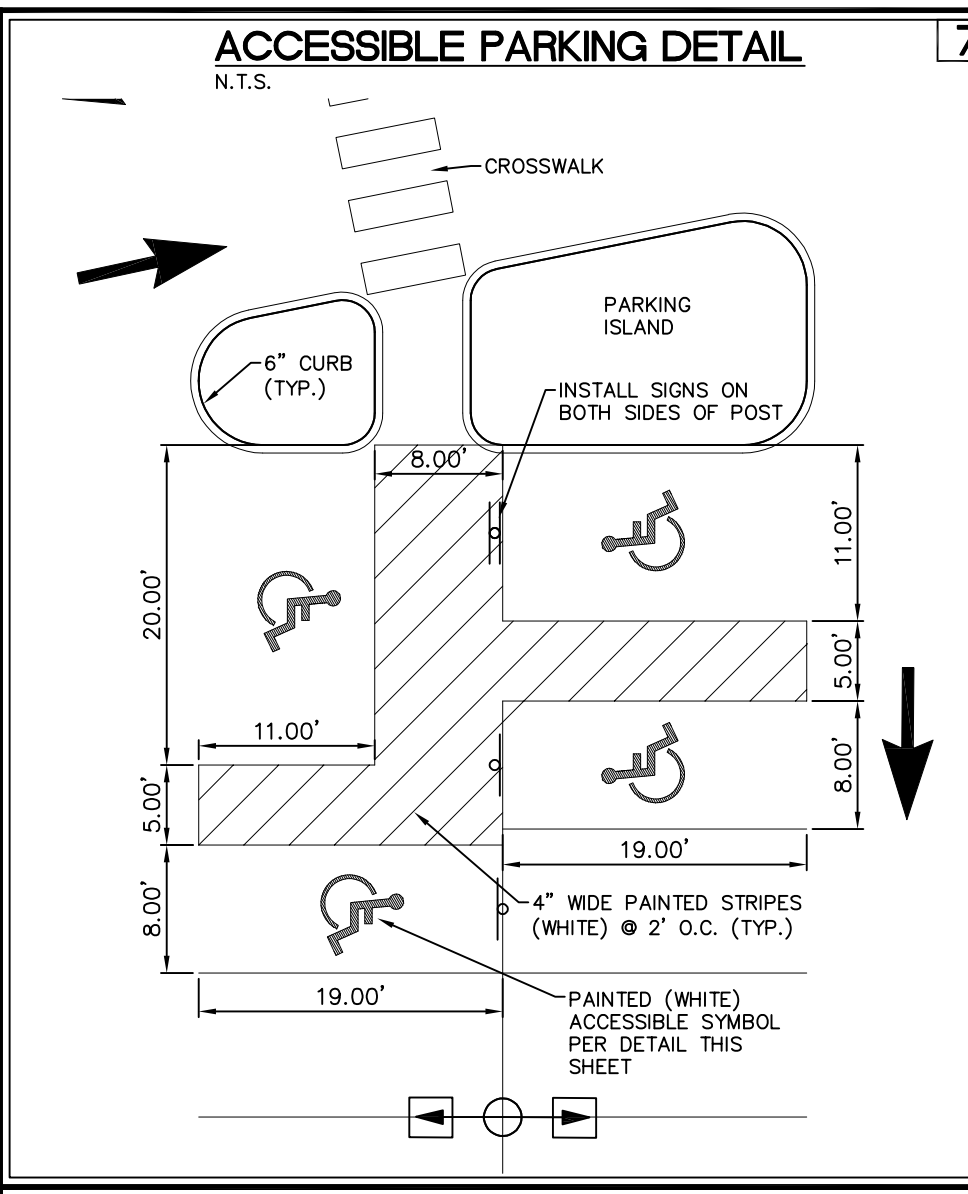 ACCESSIBLE PARKING DETAIL
7
N.T.S.
CROSSWALK
PARKING
ISLAND
6" CURB
(TYP.)
INSTALL SIGNS ON
BOTH SIDES OF POST
8.00'
11.00'
20.00'
5.00'
11.00'
8.00'
5.00'
19.00'
8.00'
4" WIDE PAINTED STRIPES
(WHITE) @ 2' O.C. (TYP.)
19.00'
PAINTED (WHITE)
ACCESSIBLE SYMBOL
PER DETAIL THIS
SHEET